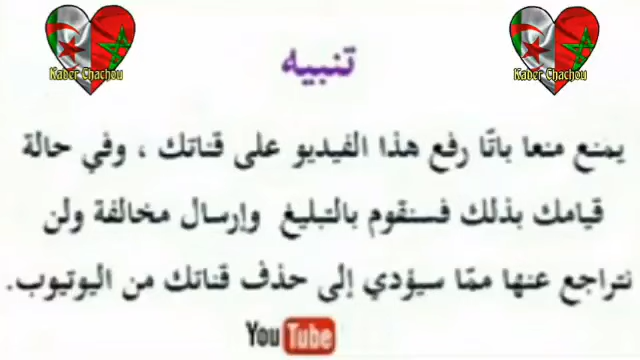 Kaber Chachou
Kaber Chachou
تنبيه
يمنع منعا باتّا رفع هذا الفيديو على قناتك ، وفي حالة
قيامك بذلك فسنقوم بالتبليغ وإرسال مخالفة ولن
نتراجع عنها ممّا سيؤدي إلى حذف قناتك من اليوتيوب.
YouTube